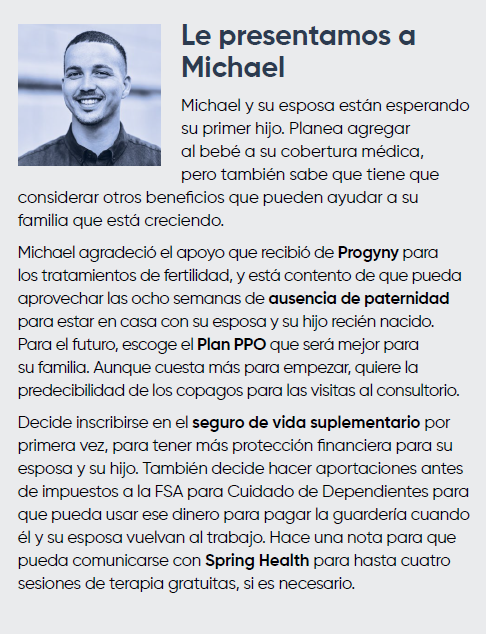 Le presentamos a
Michael
Michael y su esposa están esperando
su primer hijo. Planea agregar
al bebé a su cobertura médica,
pero también sabe que tiene que
considerar otros beneficios que pueden ayudar a su
familia que está creciendo.
Michael agradeció el apoyo que recibió de Progyny para
los tratamientos de fertilidad, y está contento de que pueda
aprovechar las ocho semanas de ausencia de paternidad
para estar en casa con su esposa y su hijo recién nacido.
Para el futuro, escoge el Plan PPO que será mejor para
su familia. Aunque cuesta más para empezar, quiere la
predecibilidad de los copagos para las visitas al consultorio.
Decide inscribirse en el seguro de vida suplementario por
primera vez, para tener más protección financiera para su
esposa y su hijo. También decide hacer aportaciones antes
de impuestos a la FSA para Cuidado de Dependientes para
que pueda usar ese dinero para pagar la guardería cuando
él y su esposa vuelvan al trabajo. Hace una nota para que
pueda comunicarse con Spring Health para hasta cuatro
sesiones de terapia gratuitas, si es necesario.